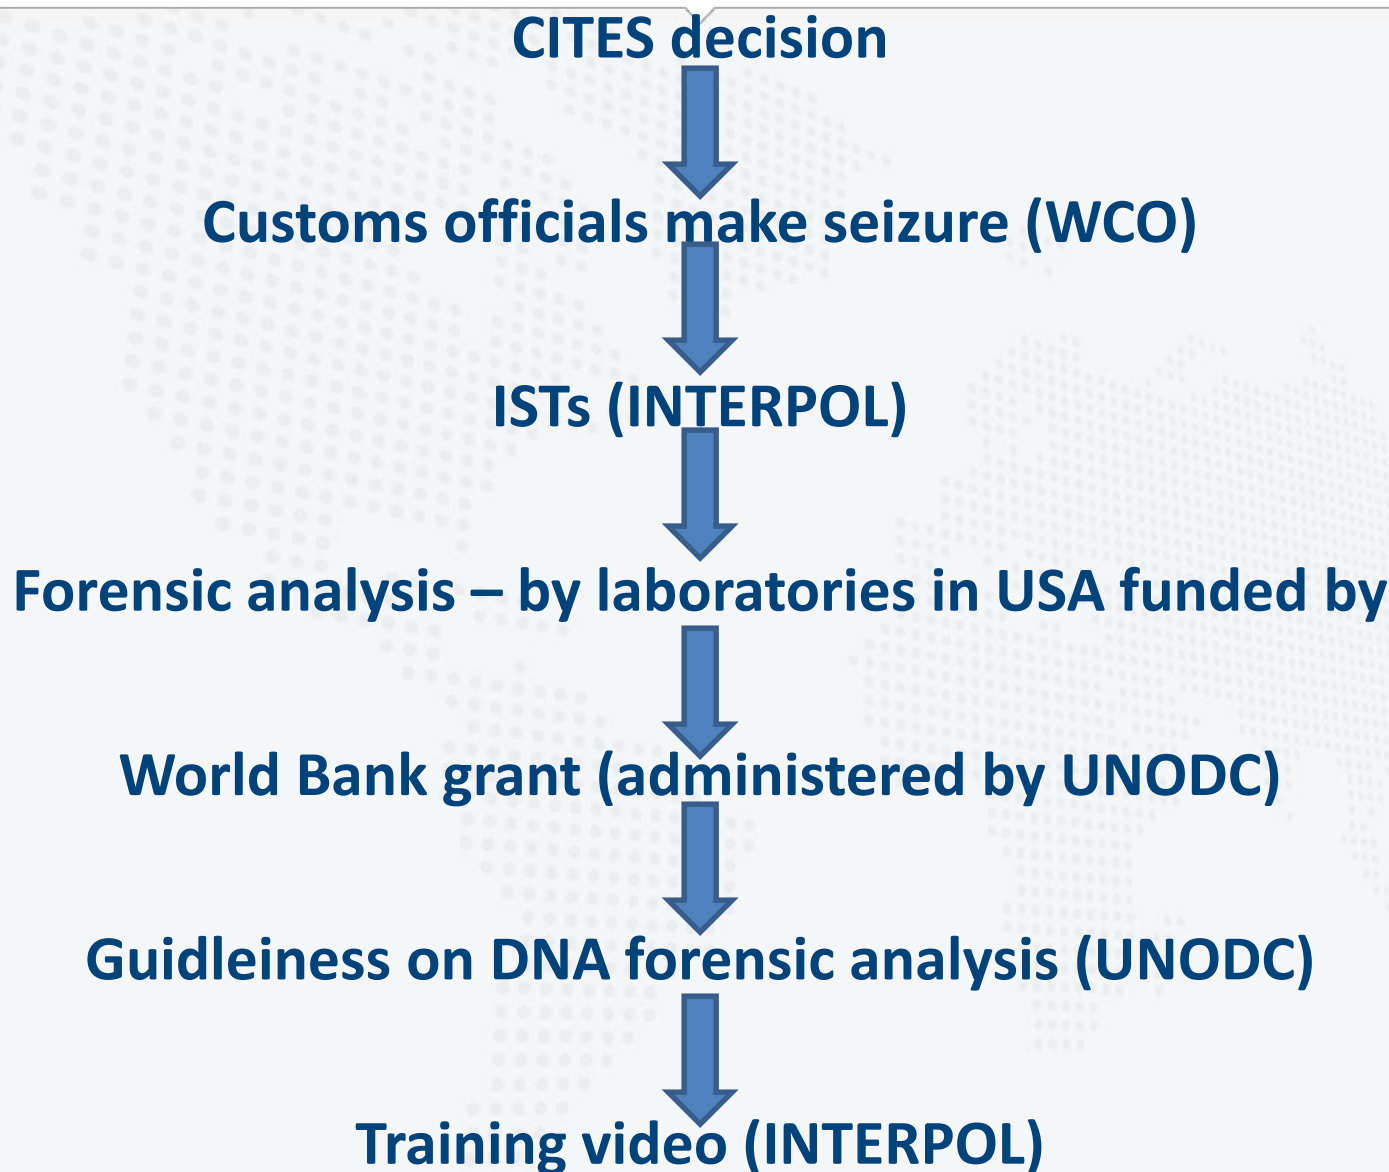 CITES decision
Customs officials make seizure (WCO)
ISTs (INTERPOL)
Forensic analysis – by laboratories in USA funded by
World Bank grant (administered by UNODC)
Guidleiness on DNA forensic analysis (UNODC)
Training video (INTERPOL)